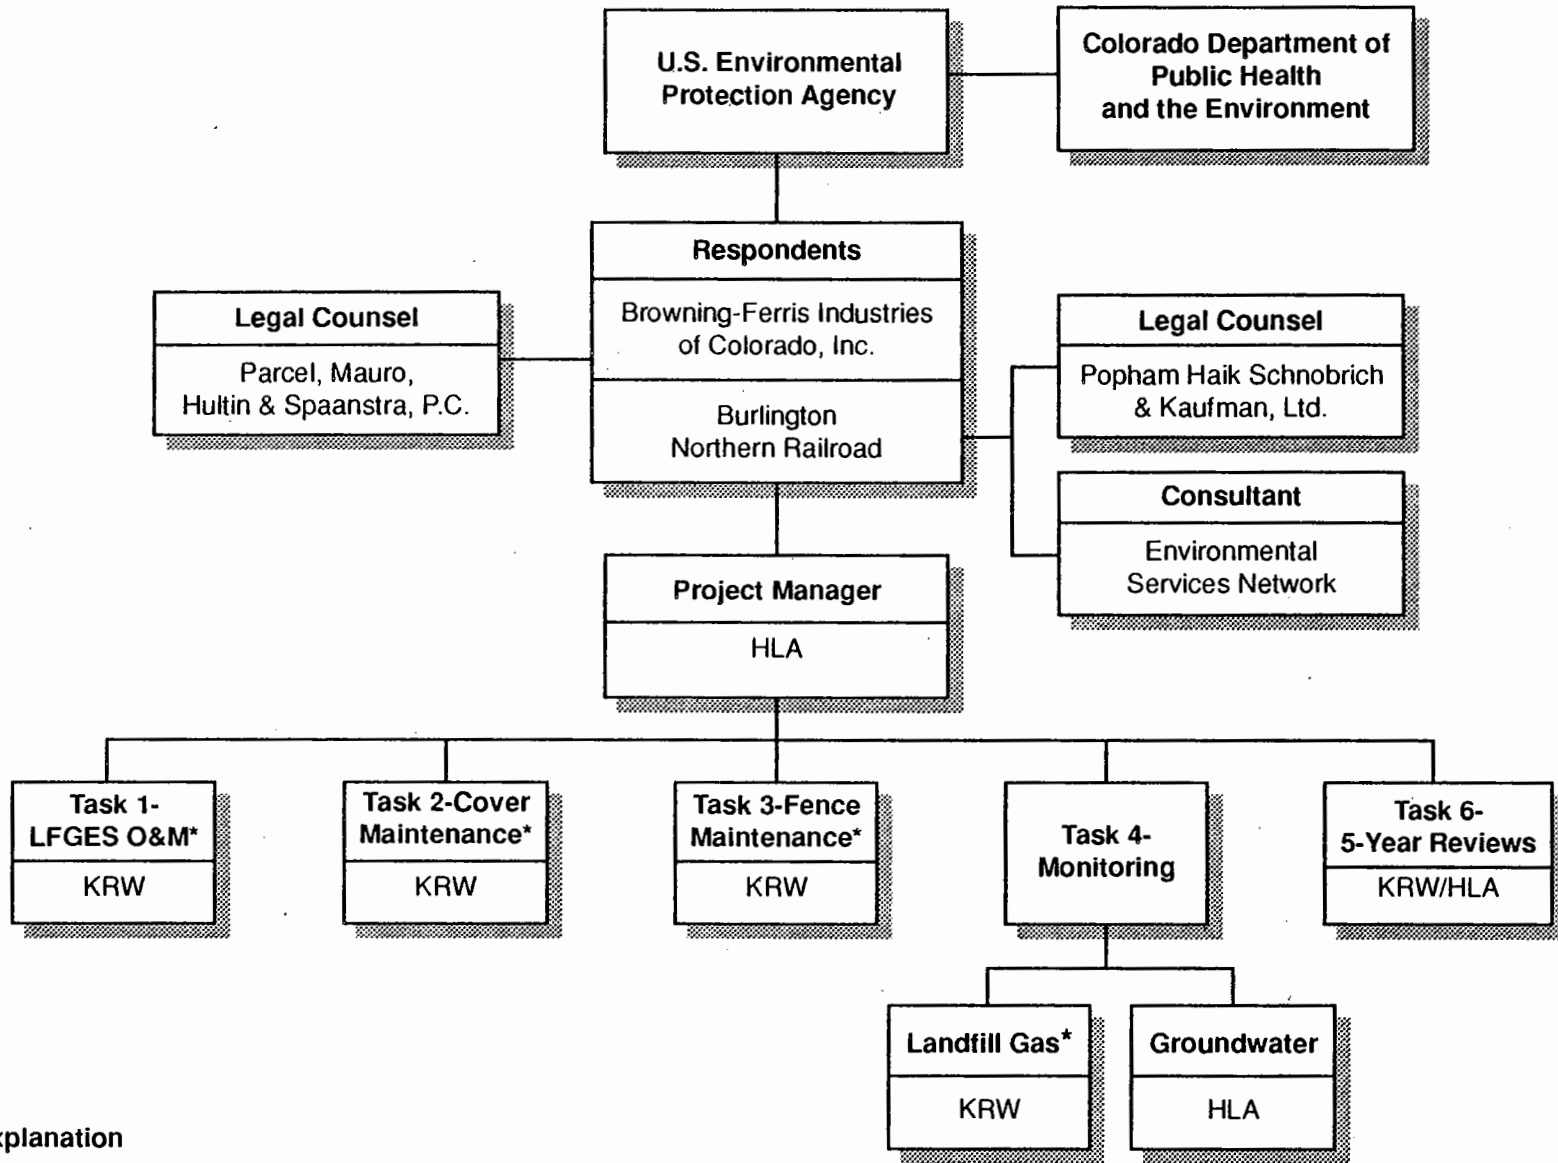 U.S. Environmental
Protection Agency
Colorado Department of
Public Health
and the Environment
Respondents
Browning-Ferris Industries
of Colorado, Inc.
Burlington
Northern Railroad
Legal Counsel
Parcel, Mauro,
Hultin & Spaanstra, P.C.
Legal Counsel
Popham Haik Schnobrich
& Kaufman, Ltd.
Consultant
Environmental
Services Network
Project Manager
HLA
Task 1-
LFGES O&M*
KRW
Task 2-Cover
Maintenance*
KRW
Task 3-Fence
Maintenance*
KRW
Task 4-
Monitoring
Task 6-
5-Year Reviews
KRW/HLA
Landfill Gas*
KRW
Groundwater
HLA
xplanation